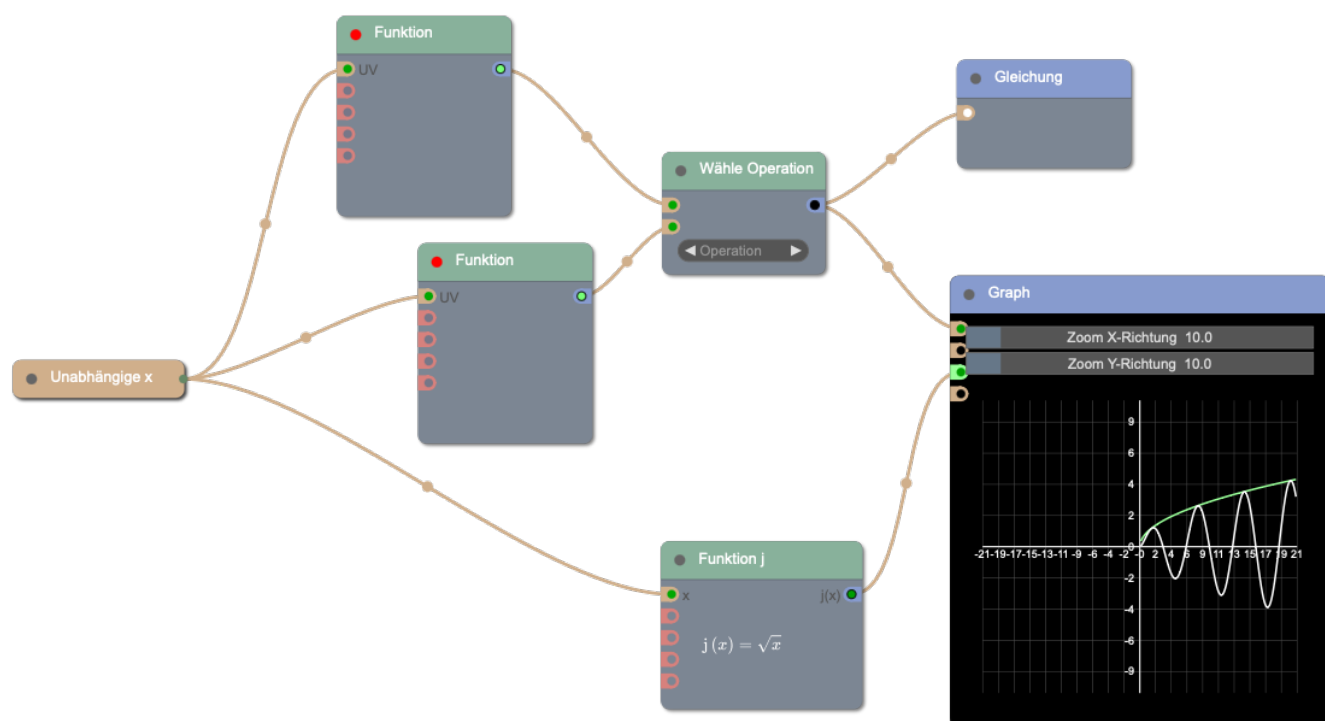 Funktion
UV
Gleichung
Wähle Operation
Operation
Funktion
UV
Graph
Zoom X-Richtung 10.0
Zoom Y-Richtung 10.0
Unabhängige x
9
6
4
2
0
-21 -19 -17 -15 -13 -11 -9 -6 -4 -2 -0 2 4 6 9 11 13 15 17 19 21
-2
-4
-6
-9
Funktion j
x j(x)
j(x) = √x